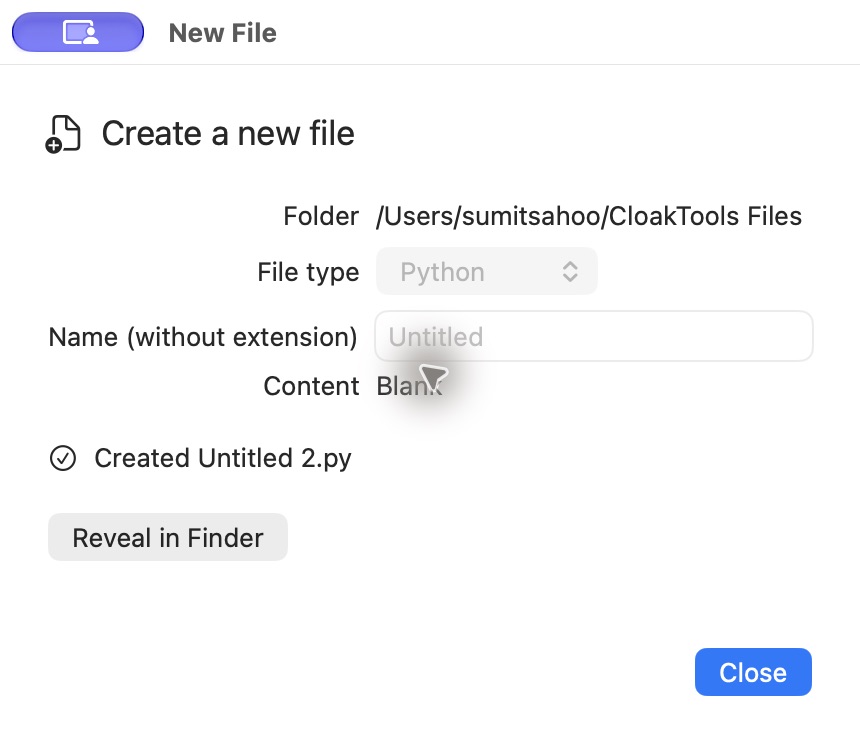 New File
Create a new file
Folder /Users/sumitsahoo/CloakTools Files
File type Python
Name (without extension) Untitled
Content Blank
Created Untitled 2.py
Reveal in Finder
Close